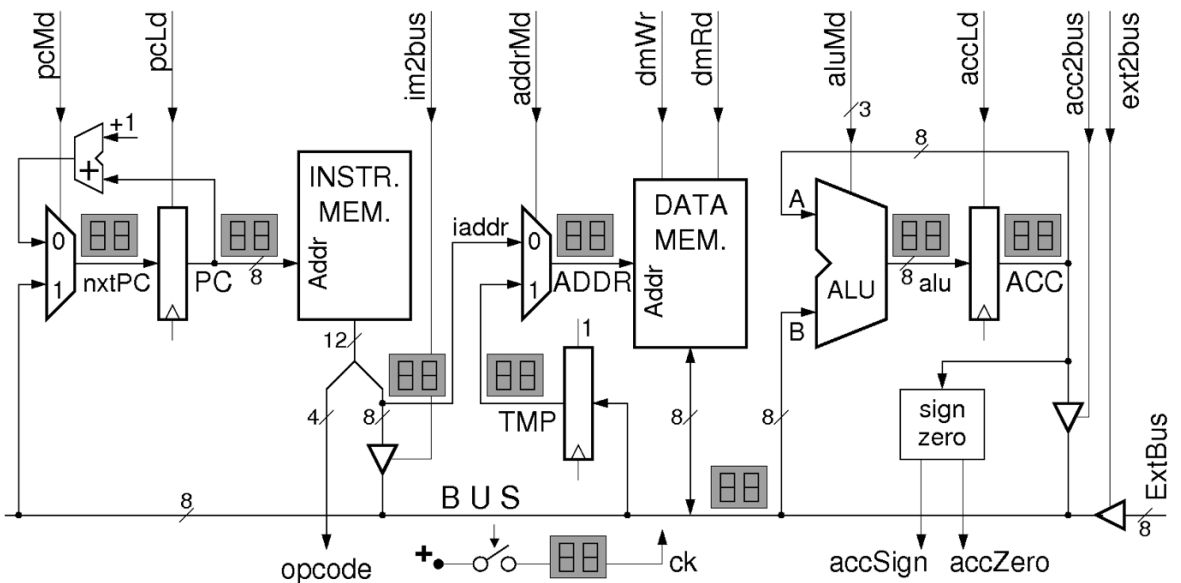 pcMd
pcLd
im2bus
addrMd
dmWr
dmRd
aluMd
accLd
acc2bus
ext2bus
+1
3
8
+
INSTR.
MEM.
Addr
DATA
MEM.
Addr
A
B
ALU
0
1
nxtPC
PC
8
iaddr
0
1
ADDR
8
alu
ACC
12
1
4
8
TMP
8
8
sign
zero
ExtBus
8
8
BUS
opcode
+
ck
accSign
accZero